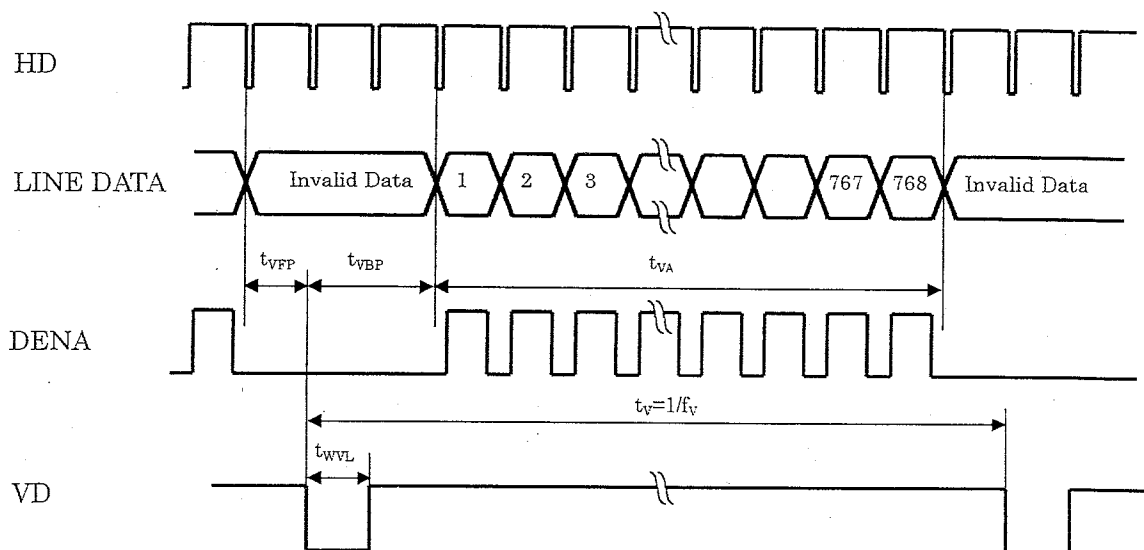 HD
LINE DATA
Invalid Data 1 2 3 767 768 Invalid Data
tVFP tVBP tVA
DENA
tV=1/fV
tWVL
VD